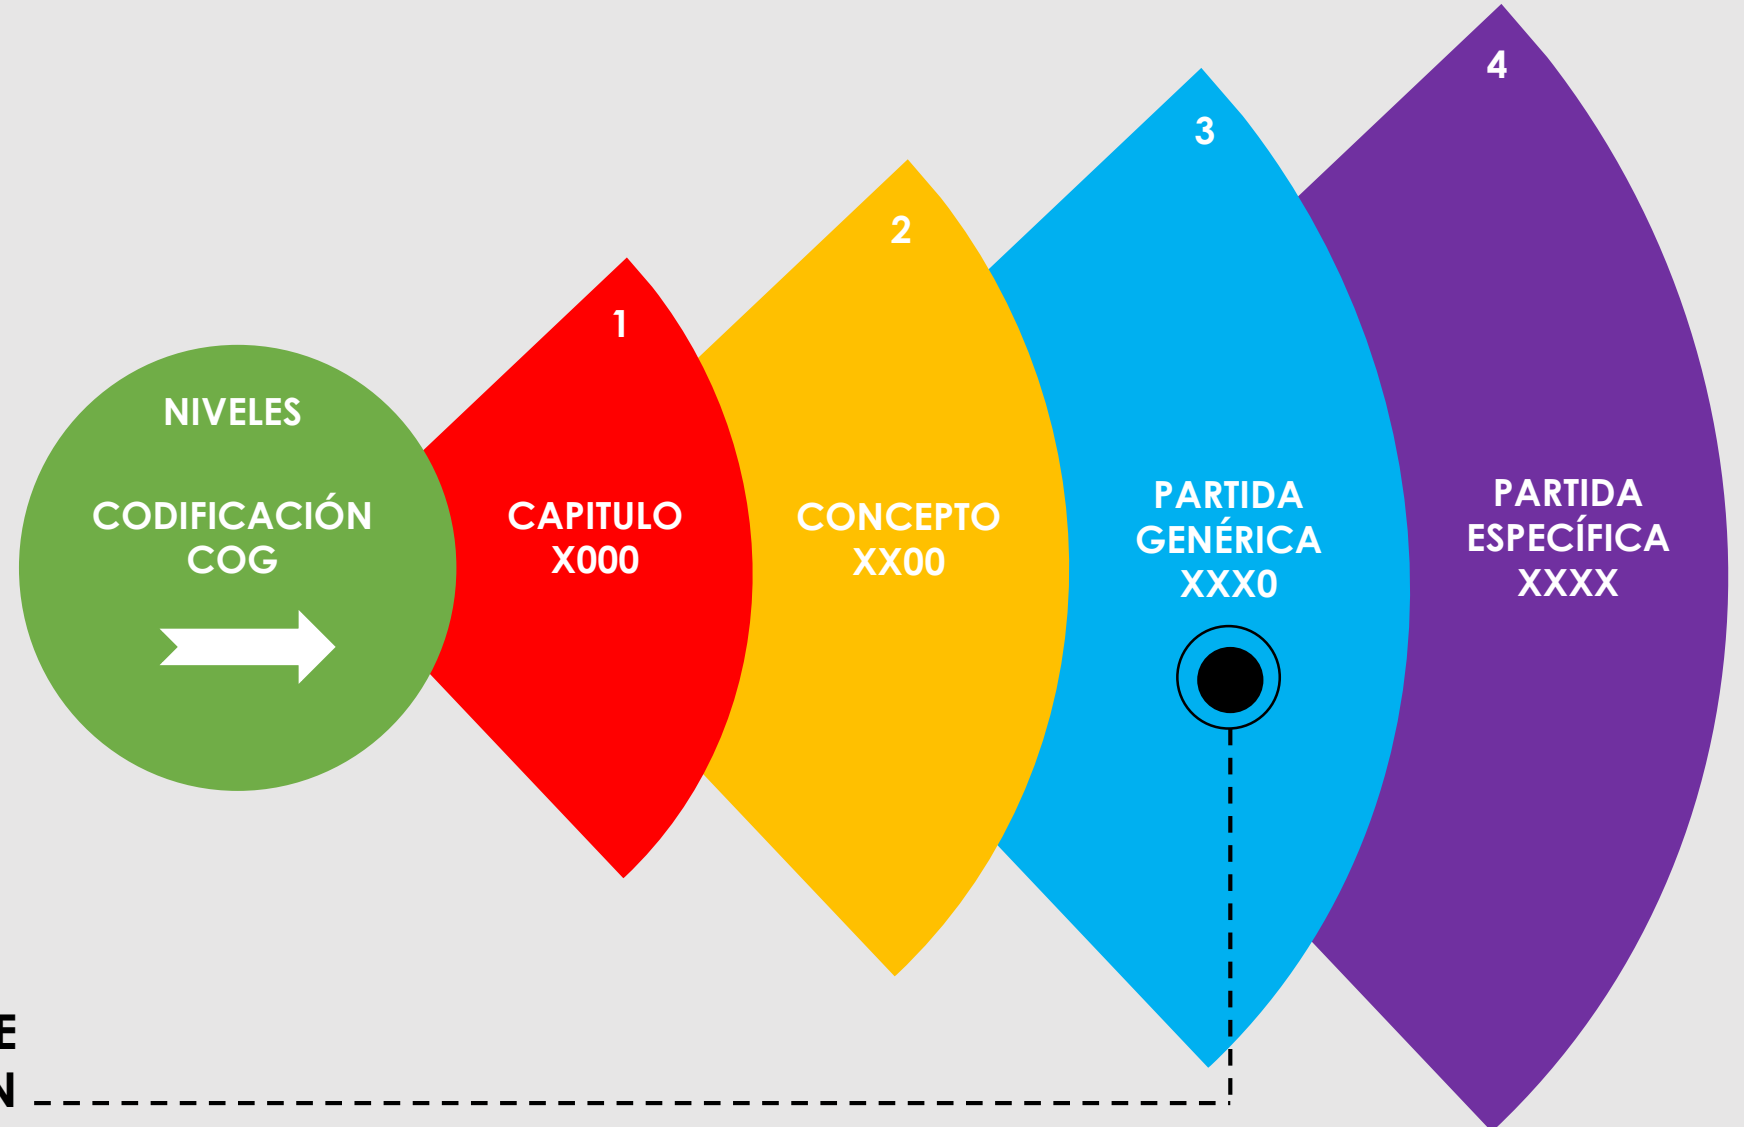 4
3
2
1
NIVELES
CODIFICACIÓN
COG
CAPITULO
X000
CONCEPTO
XX00
PARTIDA
GENÉRICA
XXX0
PARTIDA
ESPECÍFICA
XXXX